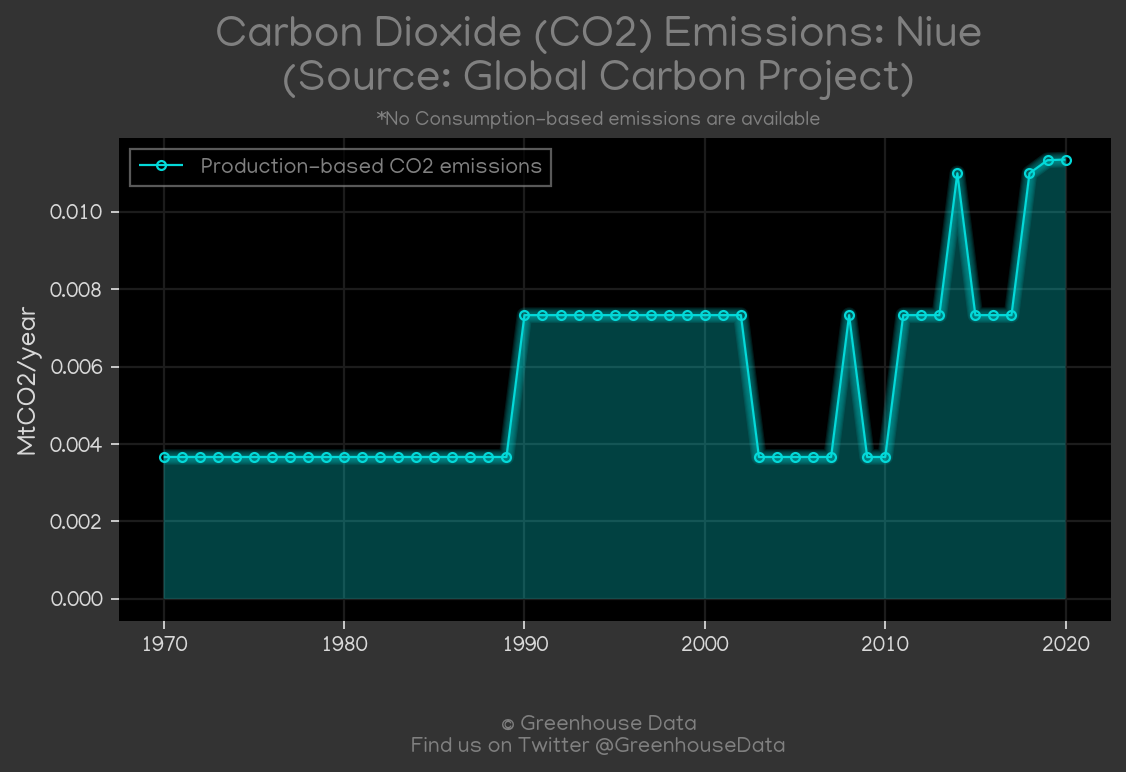 Carbon Dioxide (CO2) Emissions: Niue
(Source: Global Carbon Project)
*No Consumption-based emissions are available
Production-based CO2 emissions
MtCO2/year
0.010
0.008
0.006
0.004
0.002
0.000
1970 1980 1990 2000 2010 2020
© Greenhouse Data
Find us on Twitter @GreenhouseData